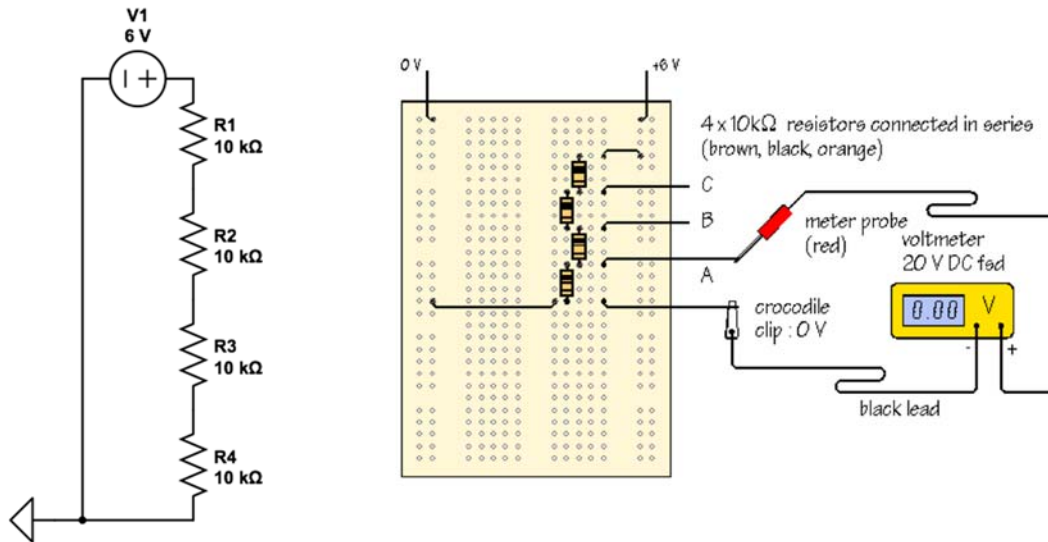 V1
6 V
R1
10 kΩ
R2
10 kΩ
R3
10 kΩ
R4
10 kΩ
0 V
+6 V
4 x 10kΩ resistors connected in series
(brown, black, orange)
C
B
A
meter probe
(red)
voltmeter
20 V DC fsd
0.00 V
- +
crocodile
clip : 0 V
black lead